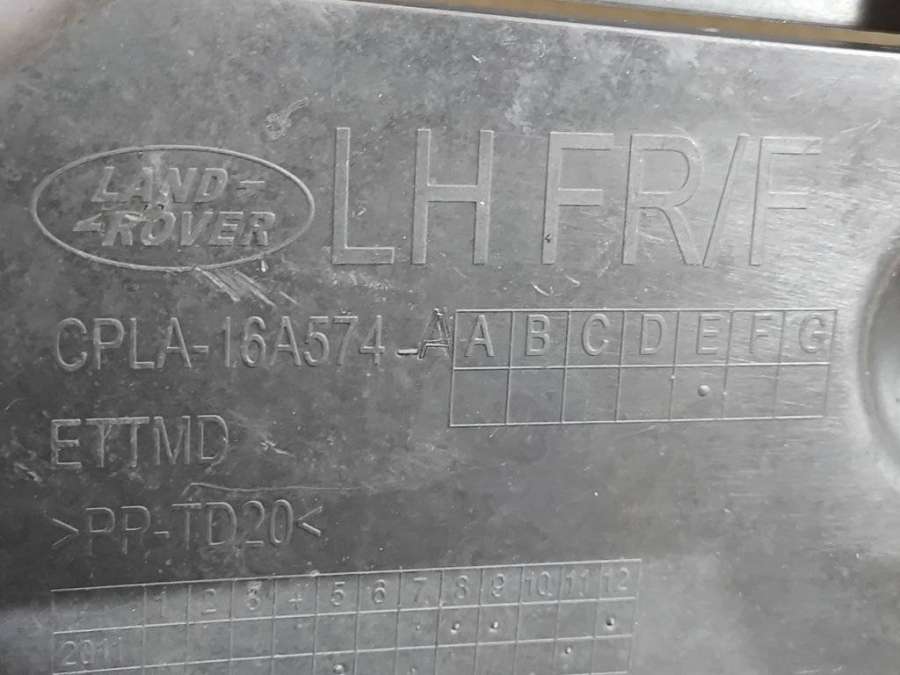 LAND
ROVER
LH FR/F
CPLA-16A574-A A B C D E F G
ETTMD
>PP-TD20<
1 2 3 4 5 6 7 8 9 10 11 12
2011